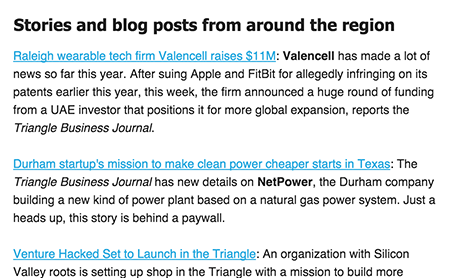 Stories and blog posts from around the region
Raleigh wearable tech firm Valencell raises $11M: Valencell has made a lot of
news so far this year. After suing Apple and FitBit for allegedly infringing on its
patents earlier this year, this week, the firm announced a huge round of funding
from a UAE investor that positions it for more global expansion, reports the
Triangle Business Journal.
Durham startup's mission to make clean power cheaper starts in Texas: The
Triangle Business Journal has new details on NetPower, the Durham company
building a new kind of power plant based on a natural gas power system. Just a
heads up, this story is behind a paywall.
Venture Hacked Set to Launch in the Triangle: An organization with Silicon
Valley roots is setting up shop in the Triangle with a mission to build more